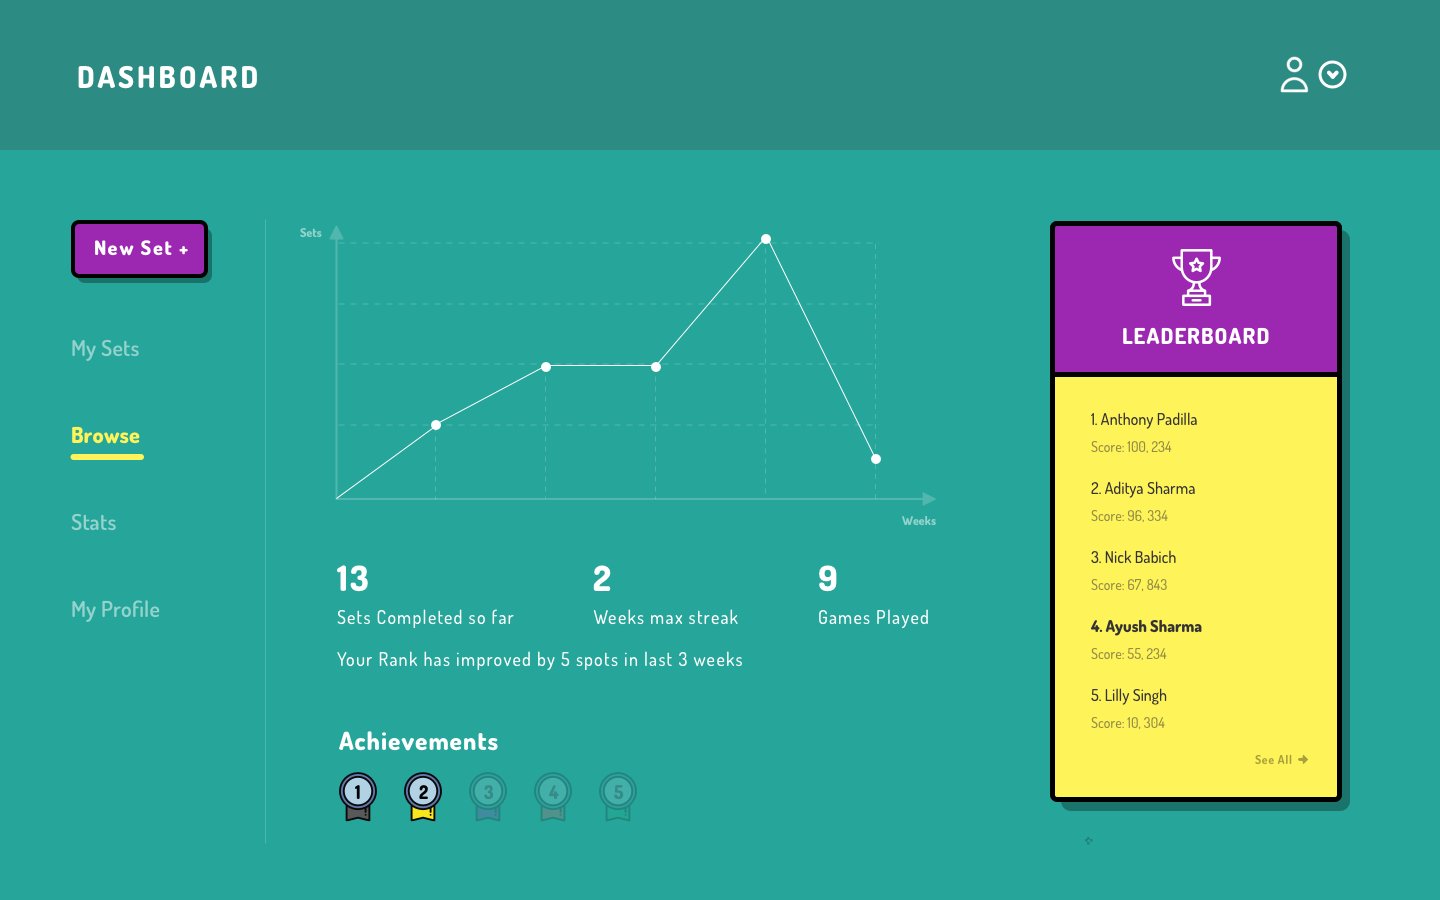 DASHBOARD
New Set +
My Sets
Browse
Stats
My Profile
Sets
Weeks
13
Sets Completed so far
2
Weeks max streak
9
Games Played
Your Rank has improved by 5 spots in last 3 weeks
Achievements
1 2 3 4 5
LEADERBOARD
1. Anthony Padilla
Score: 100, 234
2. Aditya Sharma
Score: 96, 334
3. Nick Babich
Score: 67, 843
4. Ayush Sharma
Score: 55, 234
5. Lilly Singh
Score: 10, 304
See All